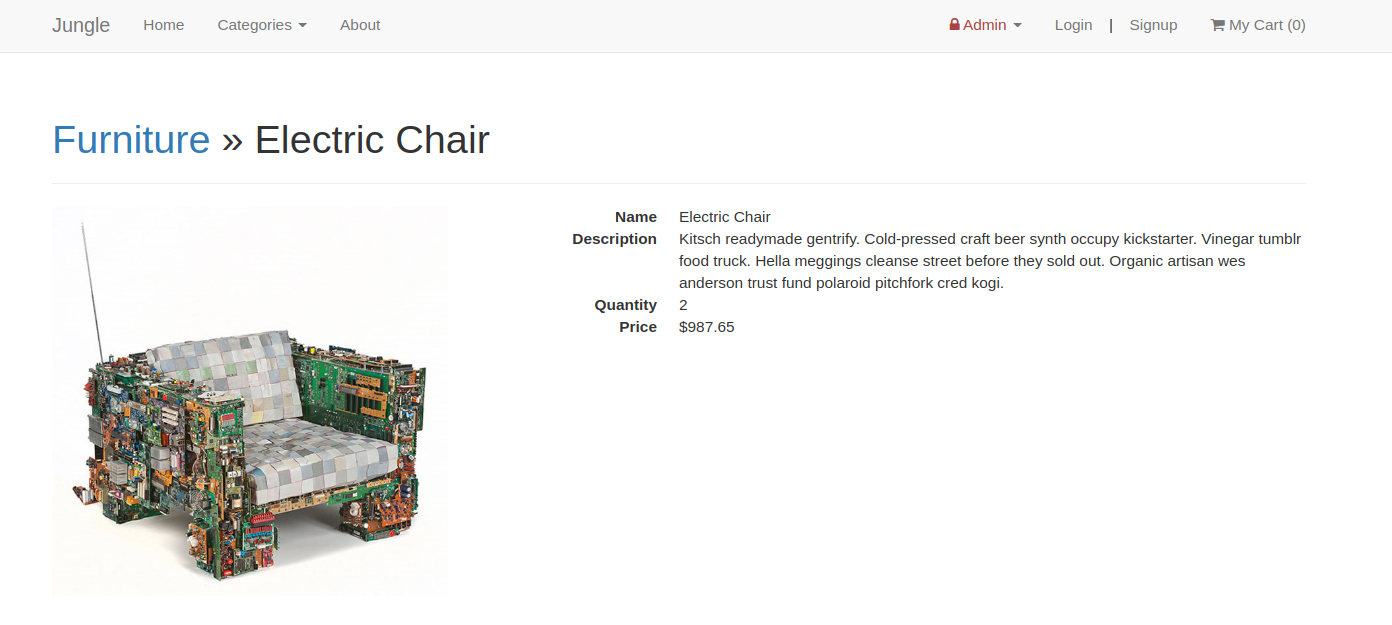 Jungle Home Categories About Admin Login | Signup My Cart (0)
Furniture » Electric Chair
Name Electric Chair
Description Kitsch readymade gentrify. Cold-pressed craft beer synth occupy kickstarter. Vinegar tumblr
food truck. Hella meggings cleanse street before they sold out. Organic artisan wes
anderson trust fund polaroid pitchfork cred kogi.
Quantity 2
Price $987.65